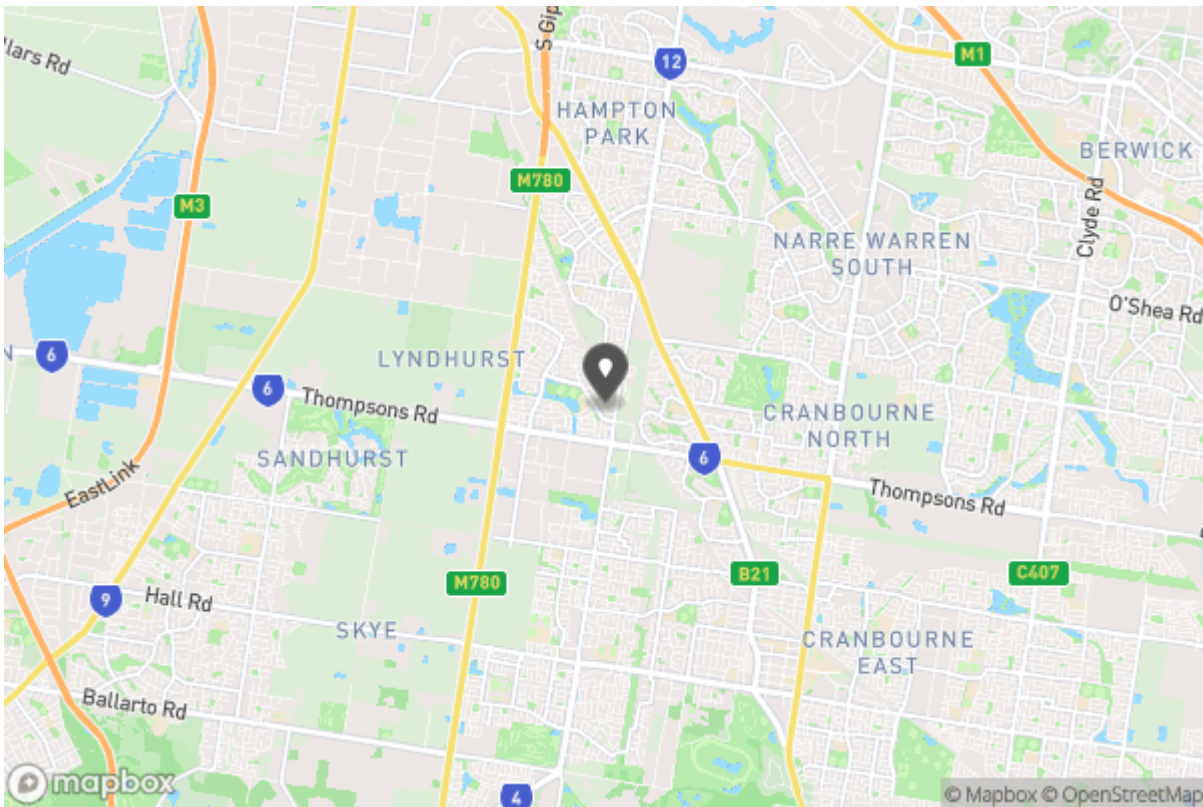 llars Rd
S Gip
12
M1
HAMPTON
PARK
BERWICK
M780
M3
Clyde Rd
NARRE WARREN
SOUTH
O'Shea Rd
N
6
LYNDHURST
6
Thompsons Rd
CRANBOURNE
NORTH
SANDHURST
6
EastLink
Thompsons Rd
M780
B21
C407
9
Hall Rd
SKYE
CRANBOURNE
EAST
Ballarto Rd
mapbox
4
© Mapbox © OpenStreetMap